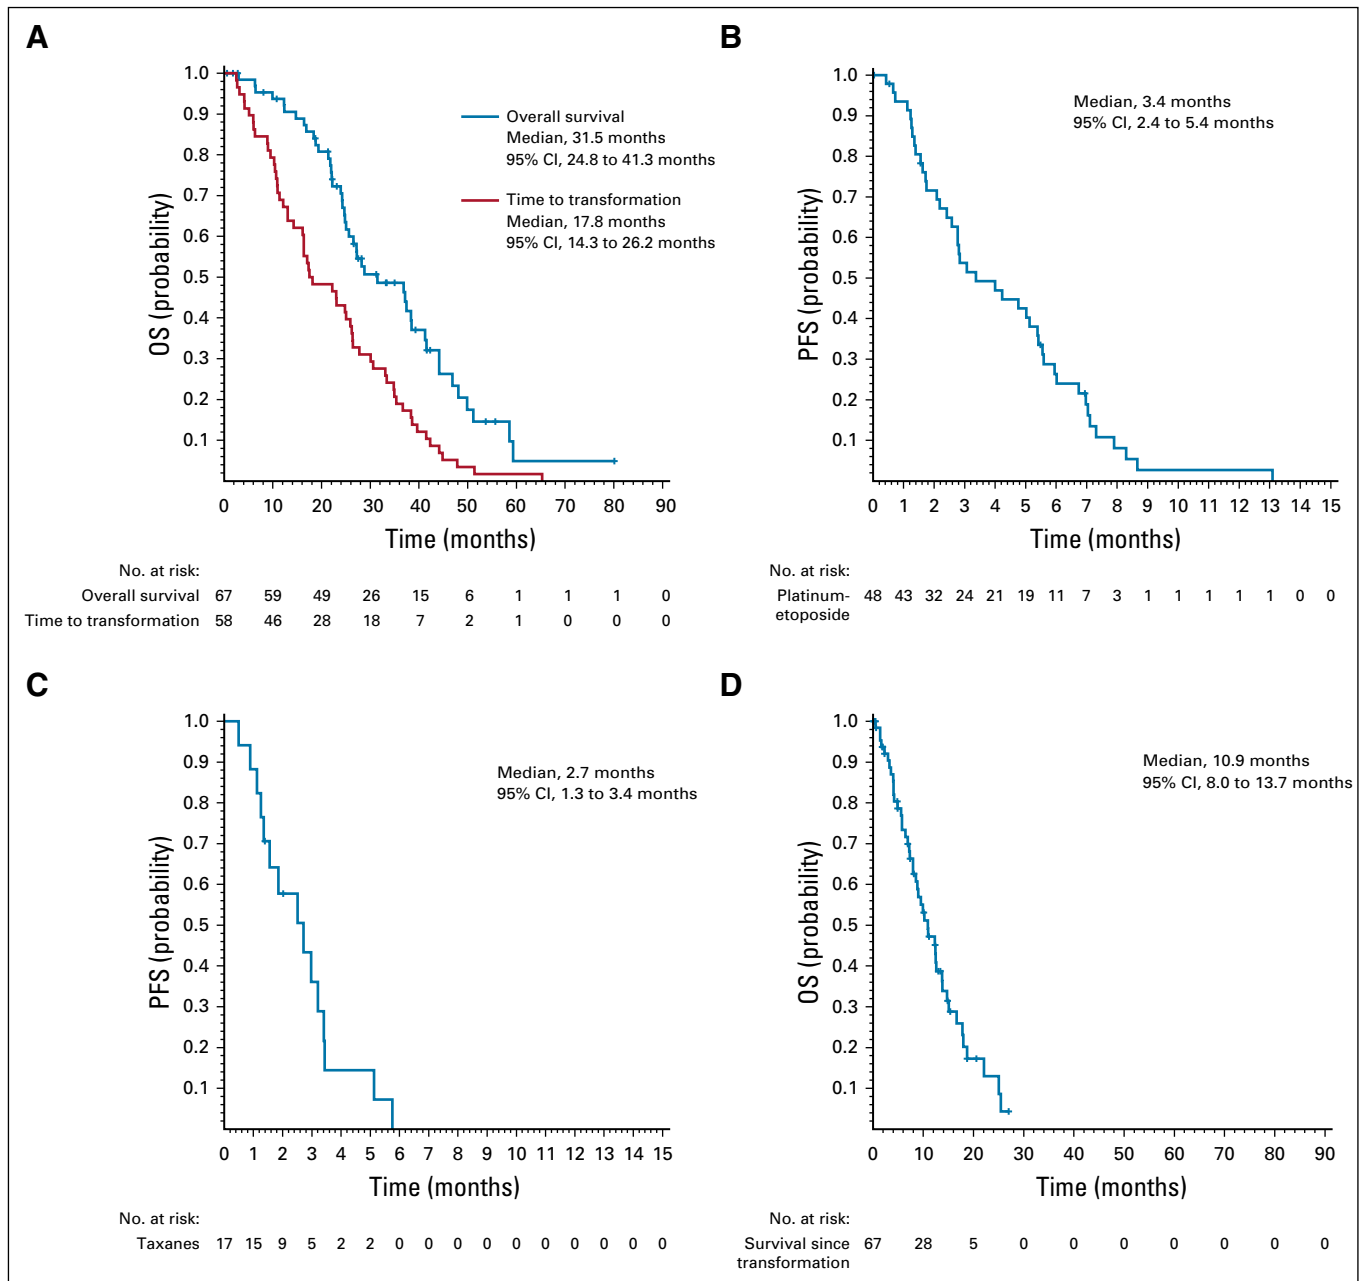 A
1.0
0.9
0.8
0.7
0.6
0.5
0.4
0.3
0.2
0.1
OS (probability)
Overall survival
Median, 31.5 months
95% CI, 24.8 to 41.3 months
Time to transformation
Median, 17.8 months
95% CI, 14.3 to 26.2 months
0 10 20 30 40 50 60 70 80 90
Time (months)
No. at risk:
Overall survival 67 59 49 26 15 6 1 1 1 0
Time to transformation 58 46 28 18 7 2 1 0 0 0
B
1.0
0.9
0.8
0.7
0.6
0.5
0.4
0.3
0.2
0.1
PFS (probability)
Median, 3.4 months
95% CI, 2.4 to 5.4 months
0 1 2 3 4 5 6 7 8 9 10 11 12 13 14 15
Time (months)
No. at risk:
Platinum- 48 43 32 24 21 19 11 7 3 1 1 1 1 1 0 0
etoposide
C
1.0
0.9
0.8
0.7
0.6
0.5
0.4
0.3
0.2
0.1
PFS (probability)
Median, 2.7 months
95% CI, 1.3 to 3.4 months
0 1 2 3 4 5 6 7 8 9 10 11 12 13 14 15
Time (months)
No. at risk:
Taxanes 17 15 9 5 2 2 0 0 0 0 0 0 0 0 0 0
D
1.0
0.9
0.8
0.7
0.6
0.5
0.4
0.3
0.2
0.1
OS (probability)
Median, 10.9 months
95% CI, 8.0 to 13.7 months
0 10 20 30 40 50 60 70 80 90
Time (months)
No. at risk:
Survival since 67 28 5 0 0 0 0 0 0 0
transformation